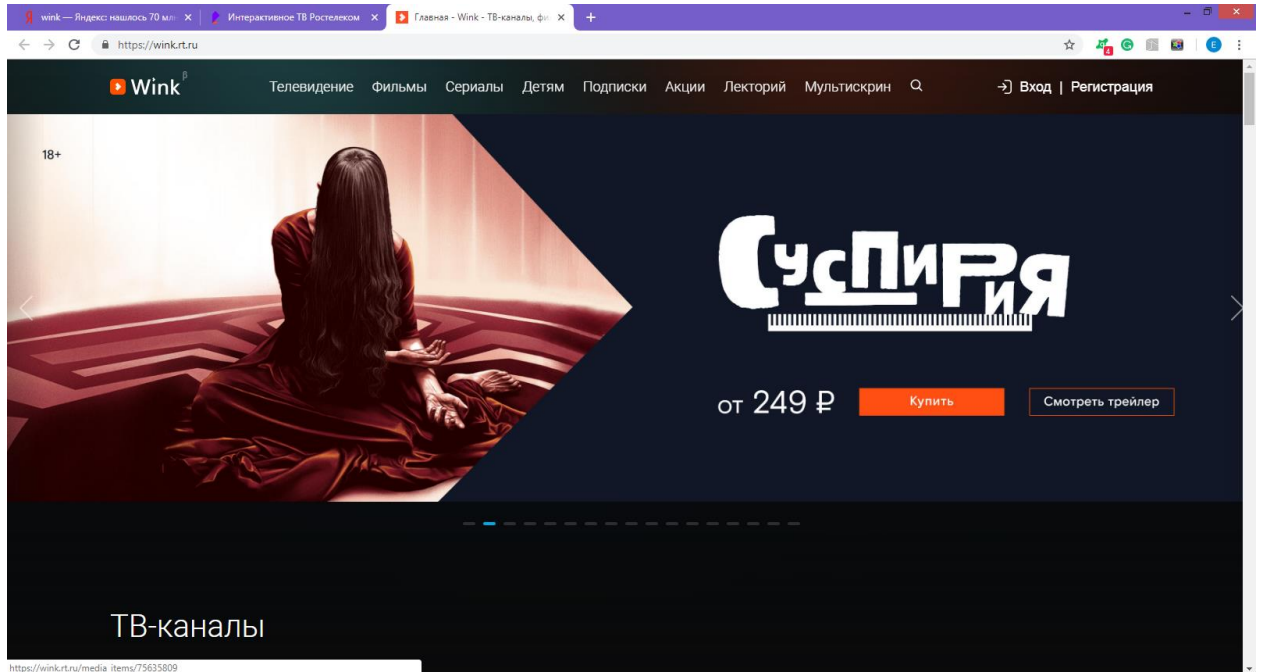 wink — Яндекс: нашлось 70 мл
Интерактивное ТВ Ростелеком
Главная - Wink - ТВ-каналы, фи
https://wink.rt.ru
4
E
Wink β
Телевидение Фильмы Сериалы Детям Подписки Акции Лекторий Мультискрин
Вход | Регистрация
18+
СусПиРИЯ
от 249 ₽
Купить
Смотреть трейлер
ТВ-каналы
https://wink.rt.ru/media_items/75635809